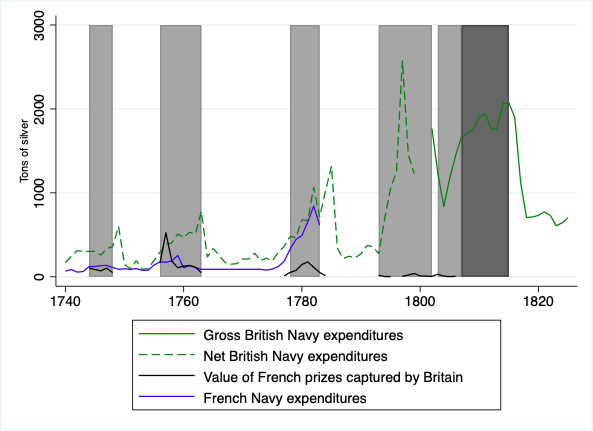 3000
2000
1000
0
Tons of silver
1740
1760
1780
1800
1820
Gross British Navy expenditures
Net British Navy expenditures
Value of French prizes captured by Britain
French Navy expenditures